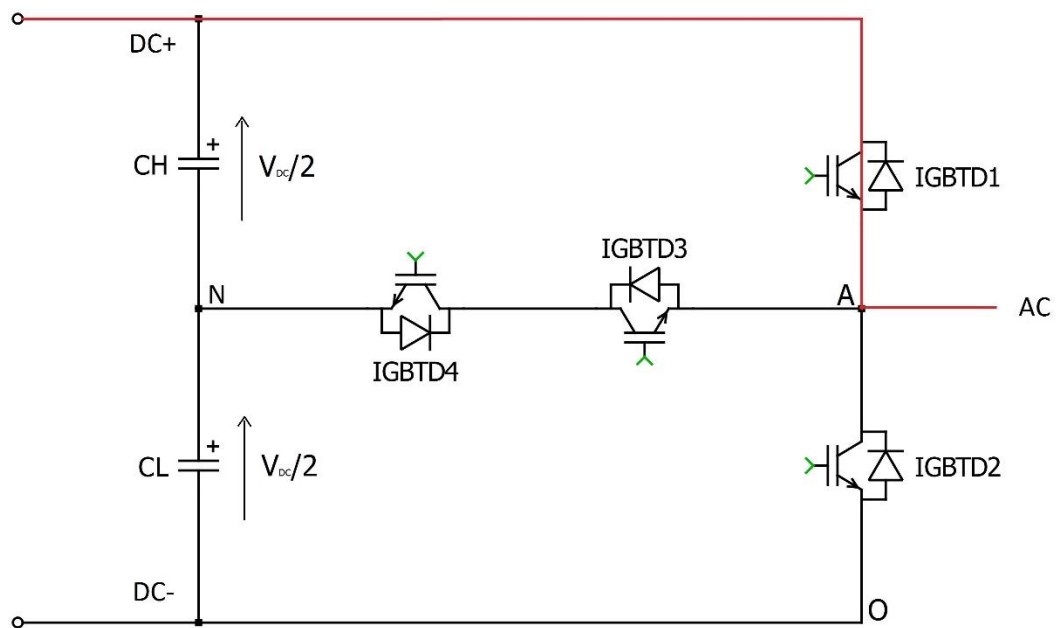 DC+
CH
+
VDC/2
IGBTD1
N
IGBTD3
A
AC
IGBTD4
CL
+
VDC/2
IGBTD2
DC-
O